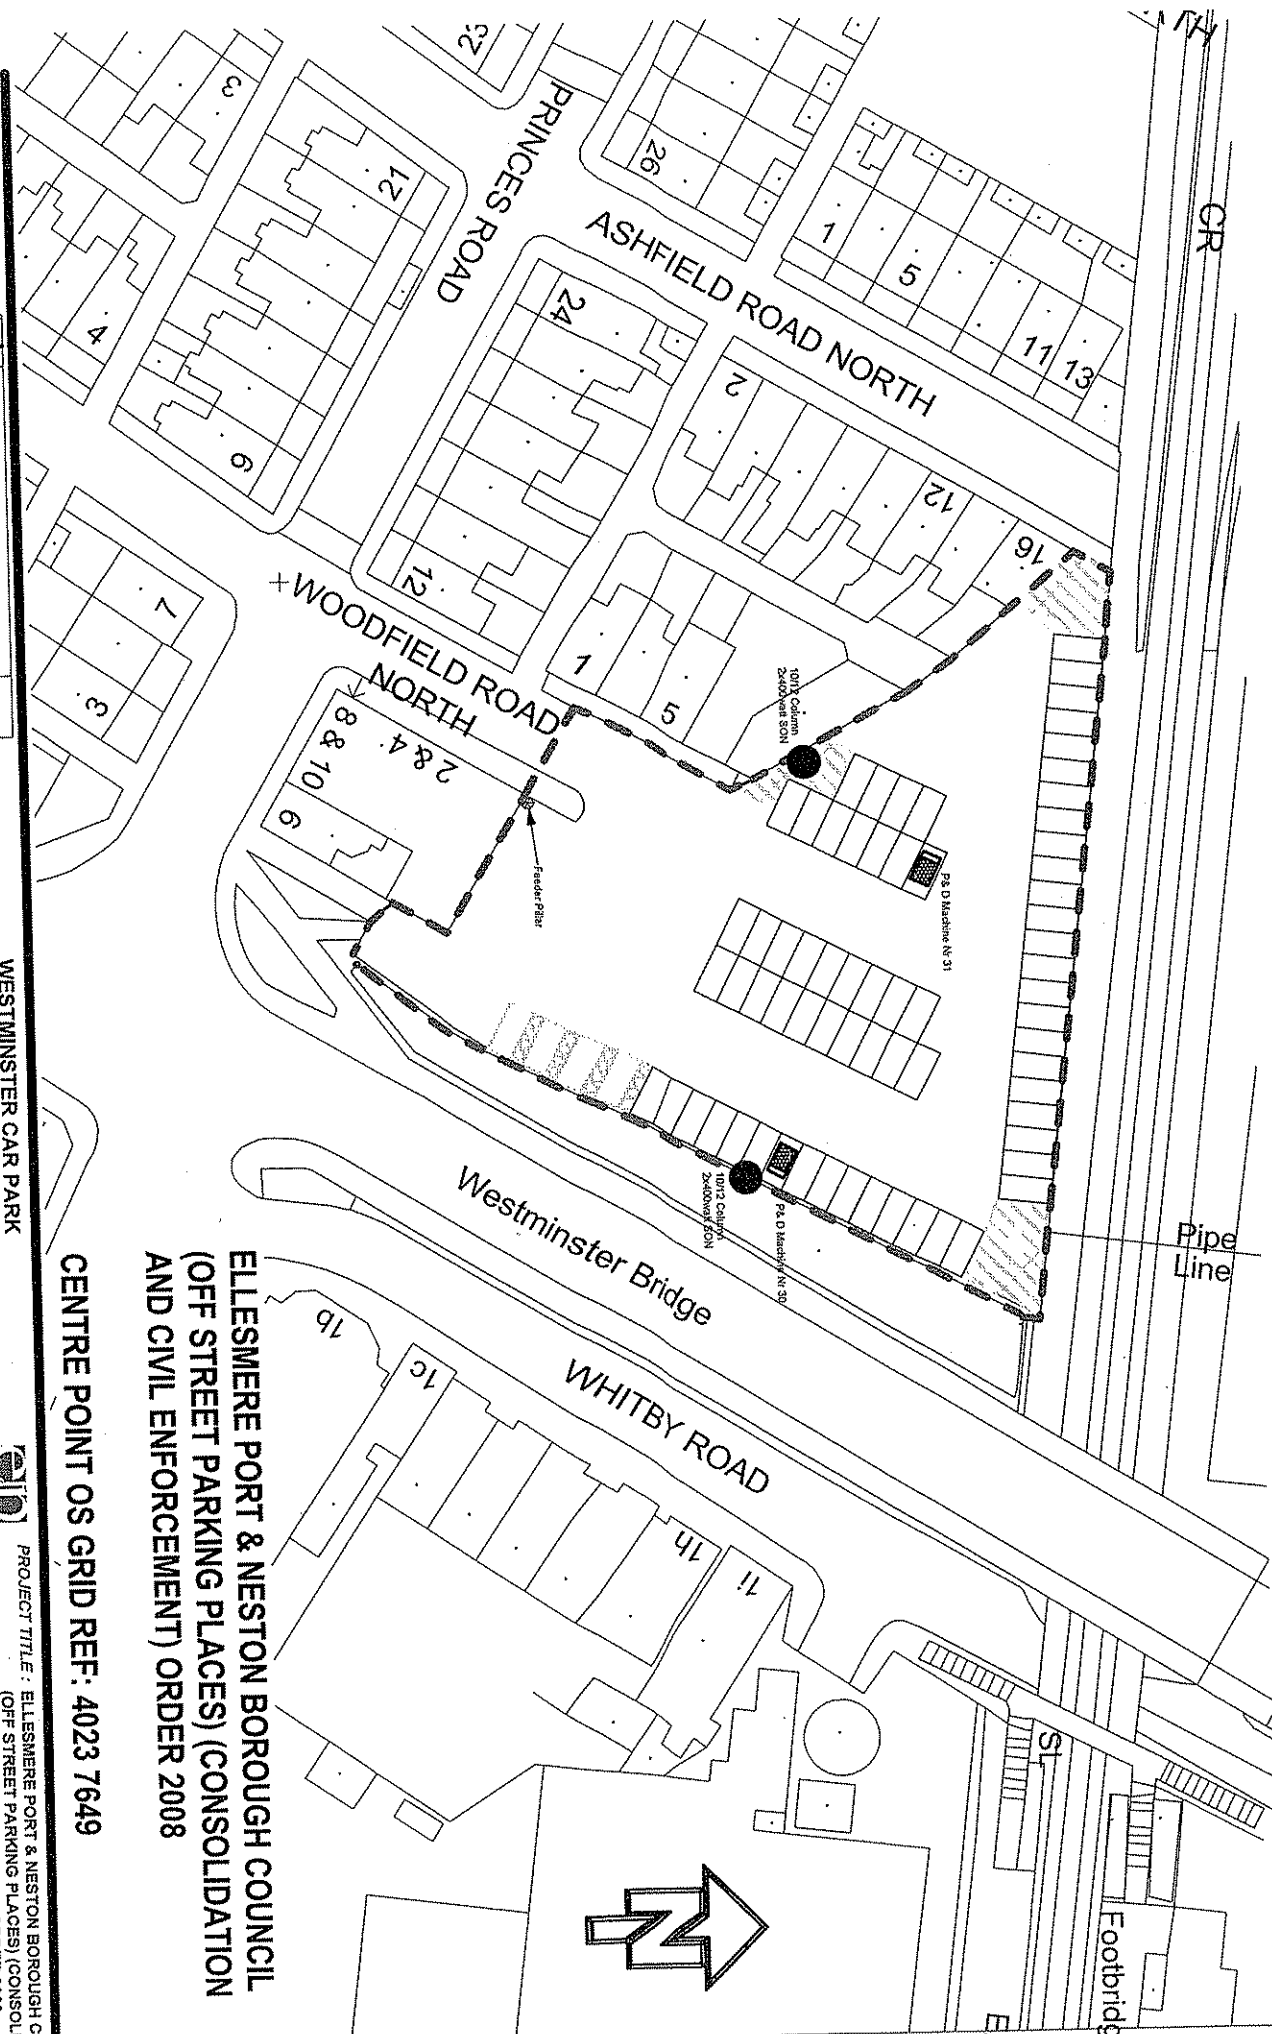 CR
Pipe
Line
Footbridg
SL
1
5
11
13
26
23
ASHFIELD ROAD NORTH
PRINCES ROAD
2
12
16
24
12
21
3
6
4
1
5
7
3
10/12 Column
2x400watt SON
P& D Machine Nr 31
WOODFIELD ROAD
NORTH
2 & 4
8 & 10
6
Feeder Pillar
10/12 Column
2x400watt SON
P& D Machine Nr 30
Westminster Bridge
WHITBY ROAD
1b
1c
1h
1i
N
ELLESMERE PORT & NESTON BOROUGH COUNCIL
(OFF STREET PARKING PLACES) (CONSOLIDATION
AND CIVIL ENFORCEMENT) ORDER 2008
CENTRE POINT OS GRID REF: 4023 7649
WESTMINSTER CAR PARK
PROJECT TITLE : ELLESMERE PORT & NESTON BOROUGH C
(OFF STREET PARKING PLACES) (CONSOL